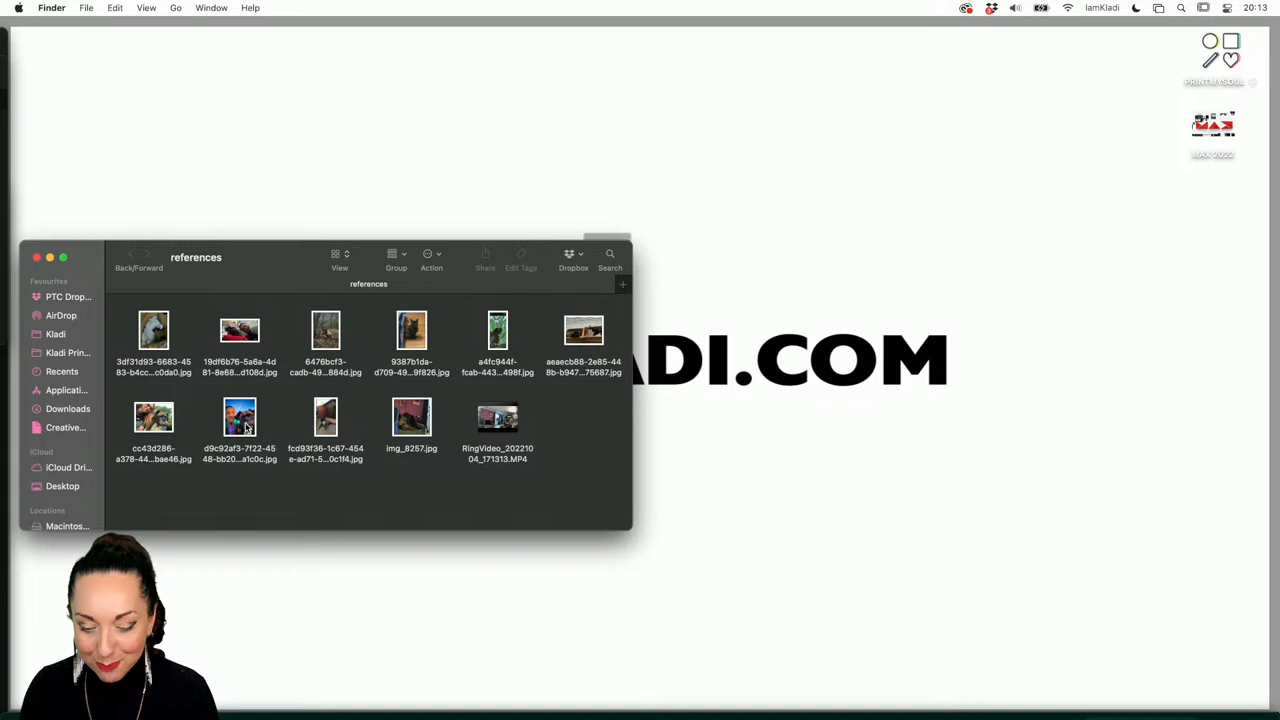 Finder File Edit View Go Window Help IamKladi 20:13
PRINTMYSOUL
MAX 2022
references
Back/Forward View Group Action Share Edit Tags Dropbox Search
references
Favourites
PTC Drop...
AirDrop
Kladi
Kladi Prin...
Recents
Applicati...
Downloads
Creative...
iCloud
iCloud Dri...
Desktop
Locations
Macintos...
3df31d93-6683-45
83-b4cc...c0da0.jpg
19df6b76-5a6a-4d
81-8e68...d108d.jpg
6476bcf3-
cadb-49...884d.jpg
9387b1da-
d709-49...9f826.jpg
a4fc944f-
fcab-443...498f.jpg
aeaecb88-2e85-44
8b-b947...75687.jpg
cc43d286-
a378-44...bae46.jpg
d9c92af3-7f22-45
48-bb20...a1c0c.jpg
fcd93f36-1c67-454
e-ad71-5...0c1f4.jpg
img_8257.jpg
RingVideo_202210
04_171313.MP4
ADI.COM